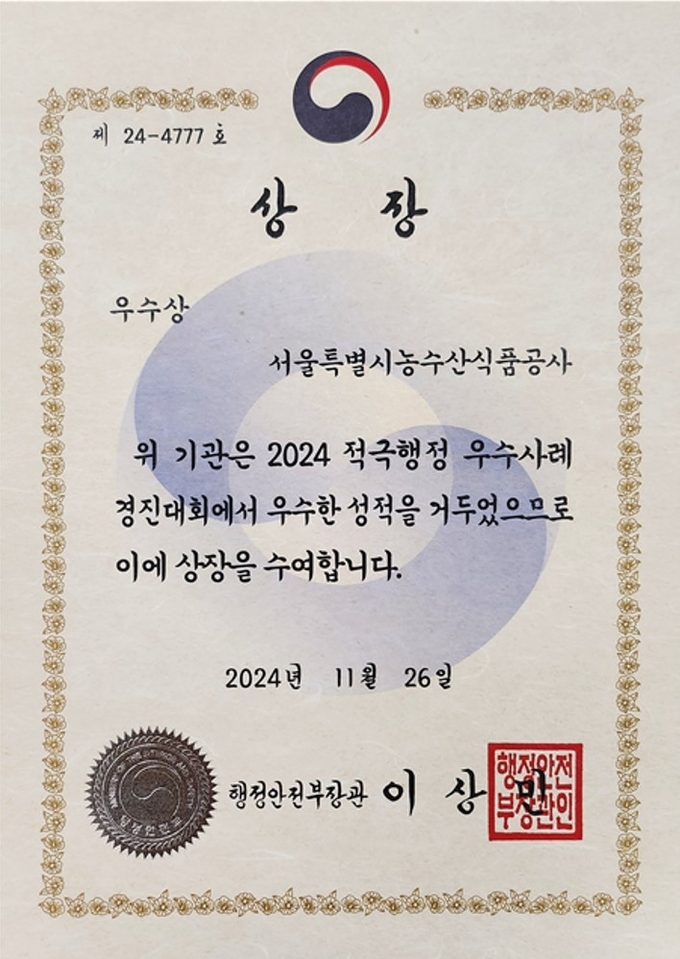 제 24-4777 호
상 장
우수상
서울특별시농수산식품공사
위 기관은 2024 적극행정 우수사례
경진대회에서 우수한 성적을 거두었으므로
이에 상장을 수여합니다.
2024년 11월 26일
행정안전부장관 이 상 민
행정안전
부장관인